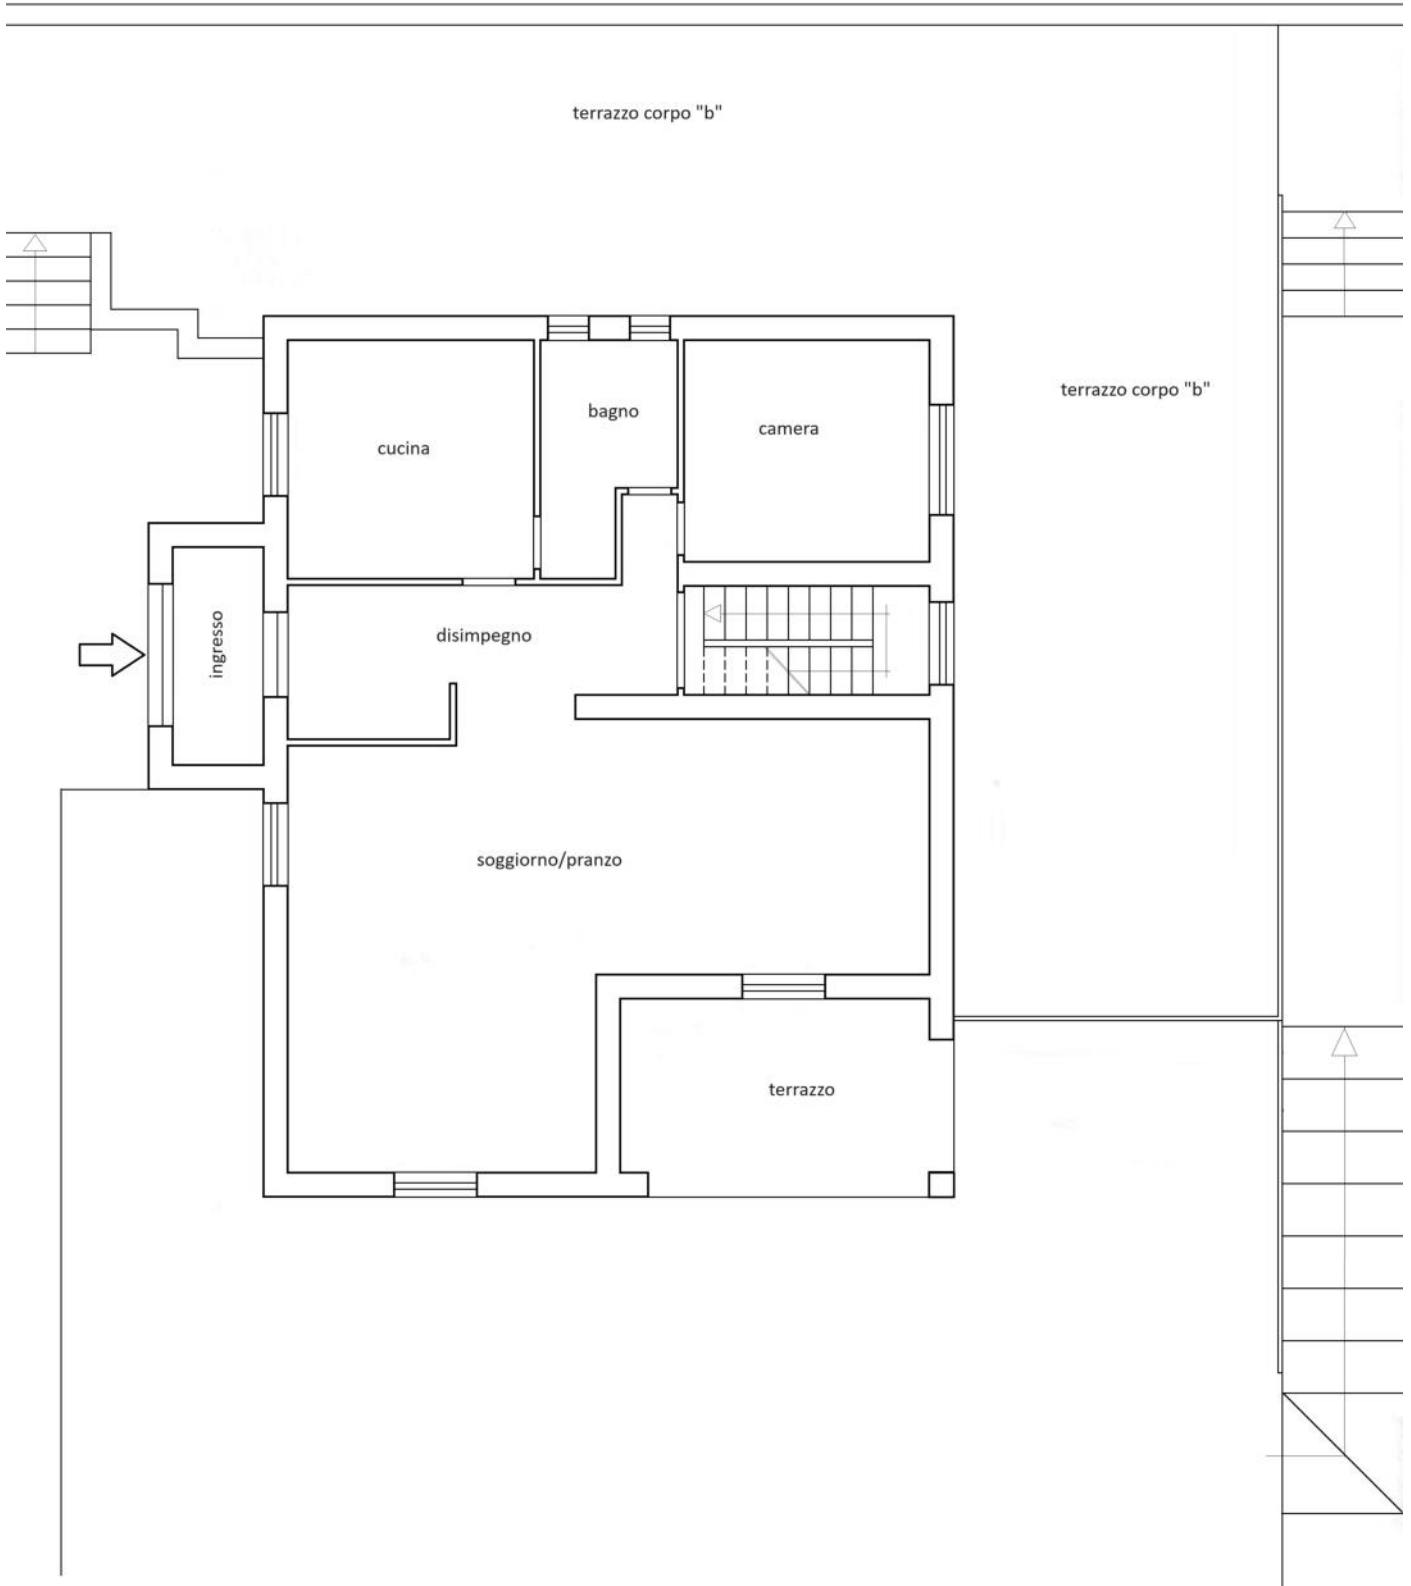 terrazzo corpo "b"
terrazzo corpo "b"
bagno
camera
cucina
ingresso
disimpegno
soggiorno/pranzo
terrazzo